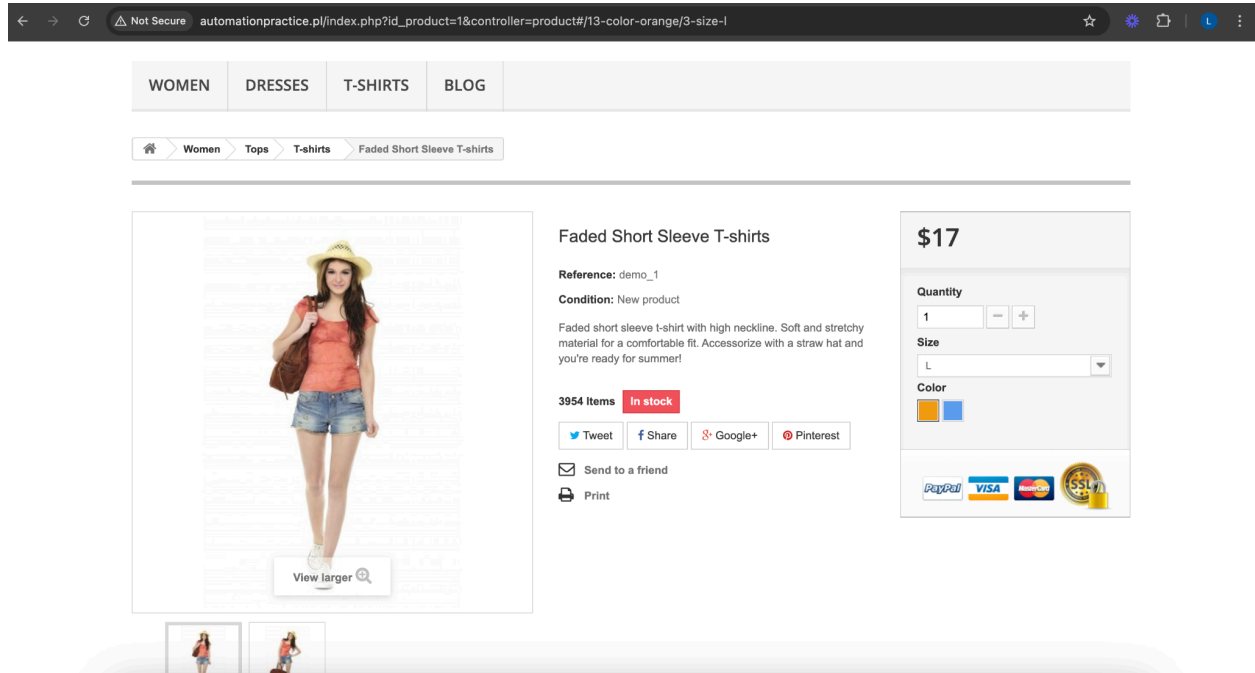 Not Secure automationpractice.pl/index.php?id_product=1&controller=product#/13-color-orange/3-size-l
L
WOMEN DRESSES T-SHIRTS BLOG
Women Tops T-shirts Faded Short Sleeve T-shirts
Faded Short Sleeve T-shirts
Reference: demo_1
Condition: New product
Faded short sleeve t-shirt with high neckline. Soft and stretchy
material for a comfortable fit. Accessorize with a straw hat and
you're ready for summer!
3954 Items In stock
Tweet Share Google+ Pinterest
Send to a friend
Print
View larger
$17
Quantity
1
Size
L
Color
PayPal VISA MasterCard SSL